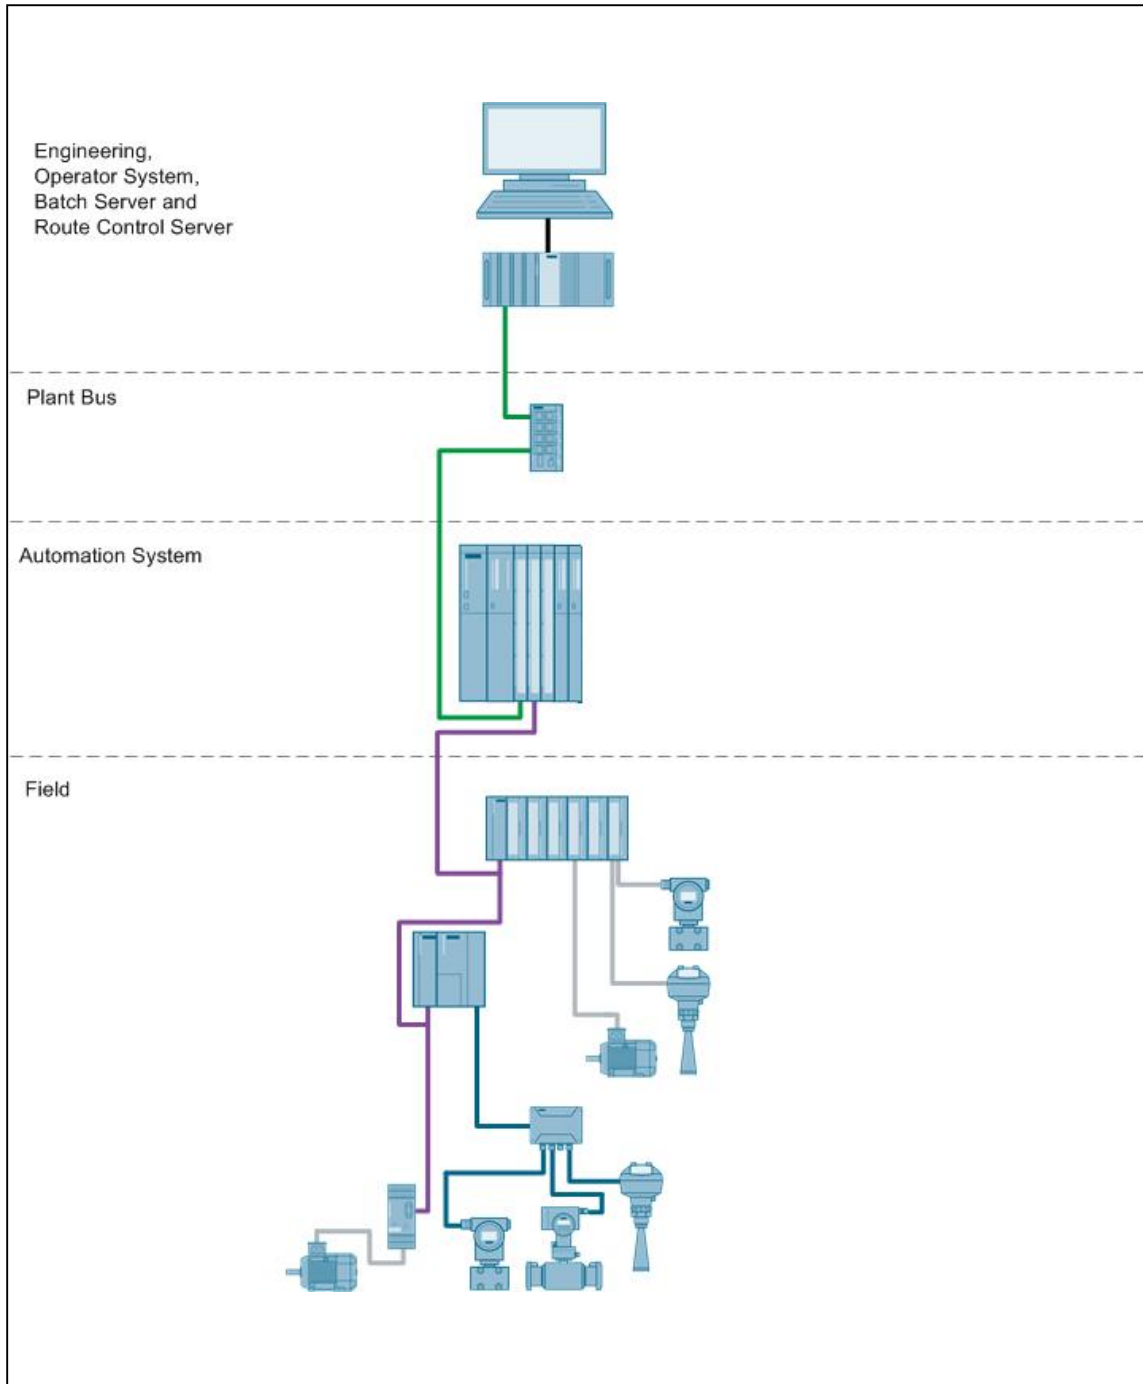 Engineering,
Operator System,
Batch Server and
Route Control Server
Plant Bus
Automation System
Field